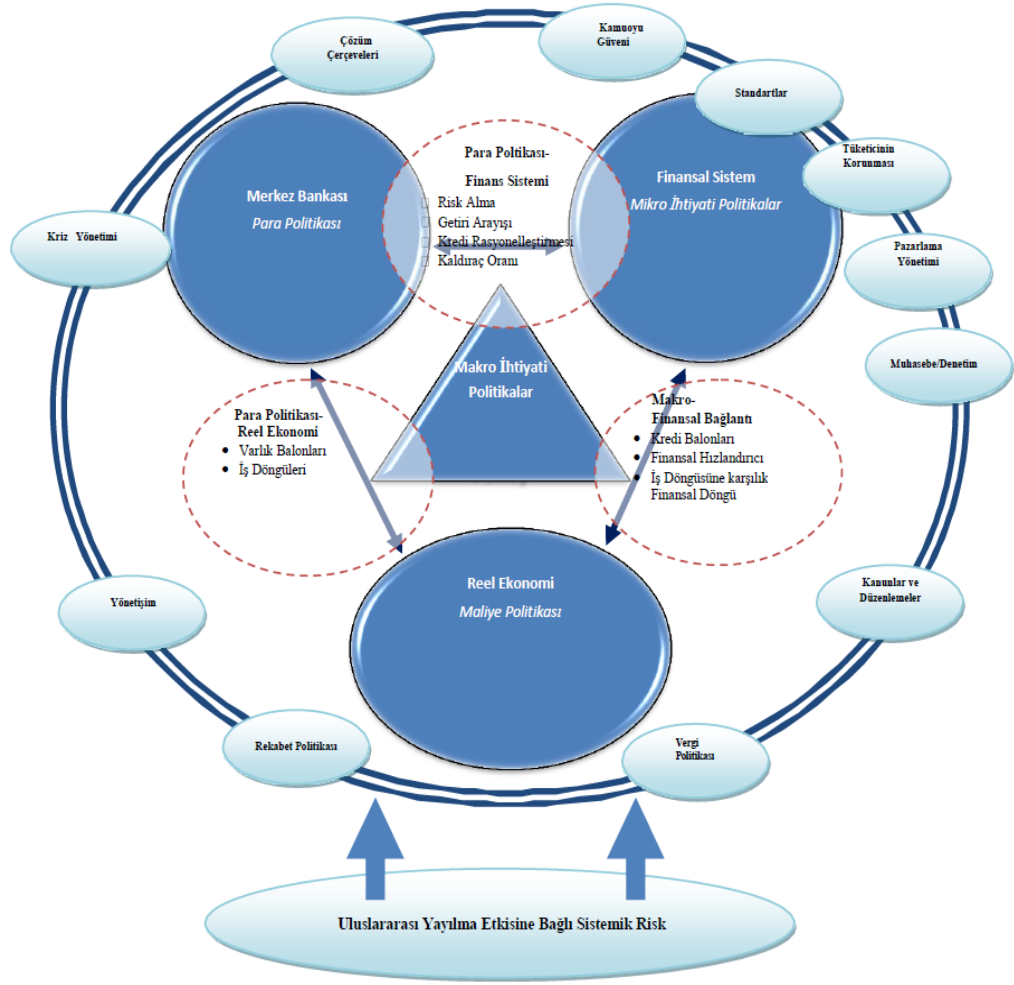 Çözüm
Çerçeveleri
Kamuoyu
Güveni
Standartlar
Tüketicinin
Korunması
Pazarlama
Yönetimi
Muhasebe/Denetim
Kriz Yönetimi
Merkez Bankası
Para Politikası
Para Poltikası-
Finans Sistemi
Risk Alma
Getiri Arayışı
Kredi Rasyonelleştirmesi
Kaldıraç Oranı
Finansal Sistem
Mikro İhtiyati Politikalar
Makro İhtiyati
Politikalar
Para Politikası-
Reel Ekonomi
• Varlık Balonları
• İş Döngüleri
Makro-
Finansal Bağlantı
• Kredi Balonları
• Finansal Hızlandırıcı
• İş Döngüsüne karşılık
Finansal Döngü
Reel Ekonomi
Maliye Politikası
Yönetişim
Kanunlar ve
Düzenlemeler
Rekabet Politikası
Vergi
Politikası
Uluslararası Yayılma Etkisine Bağlı Sistemik Risk